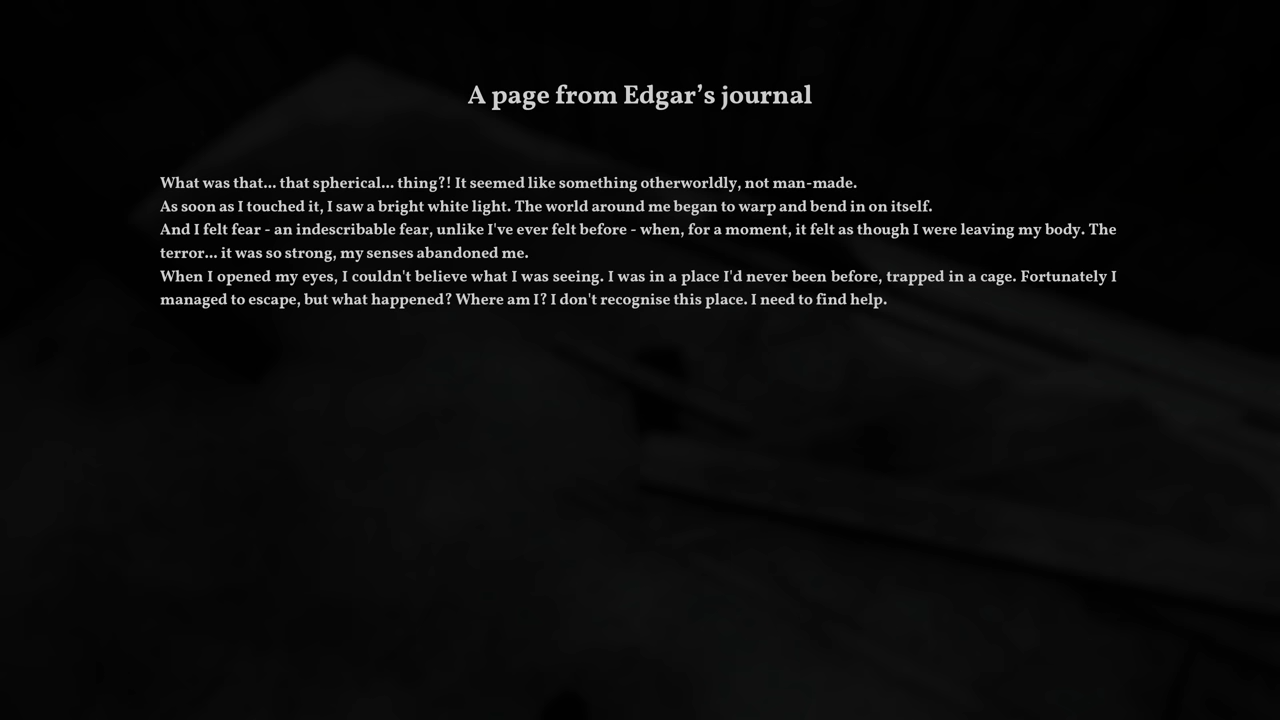 A page from Edgar’s journal
What was that... that spherical... thing?! It seemed like something otherworldly, not man-made.
As soon as I touched it, I saw a bright white light. The world around me began to warp and bend in on itself.
And I felt fear - an indescribable fear, unlike I've ever felt before - when, for a moment, it felt as though I were leaving my body. The
terror... it was so strong, my senses abandoned me.
When I opened my eyes, I couldn't believe what I was seeing. I was in a place I'd never been before, trapped in a cage. Fortunately I
managed to escape, but what happened? Where am I? I don't recognise this place. I need to find help.